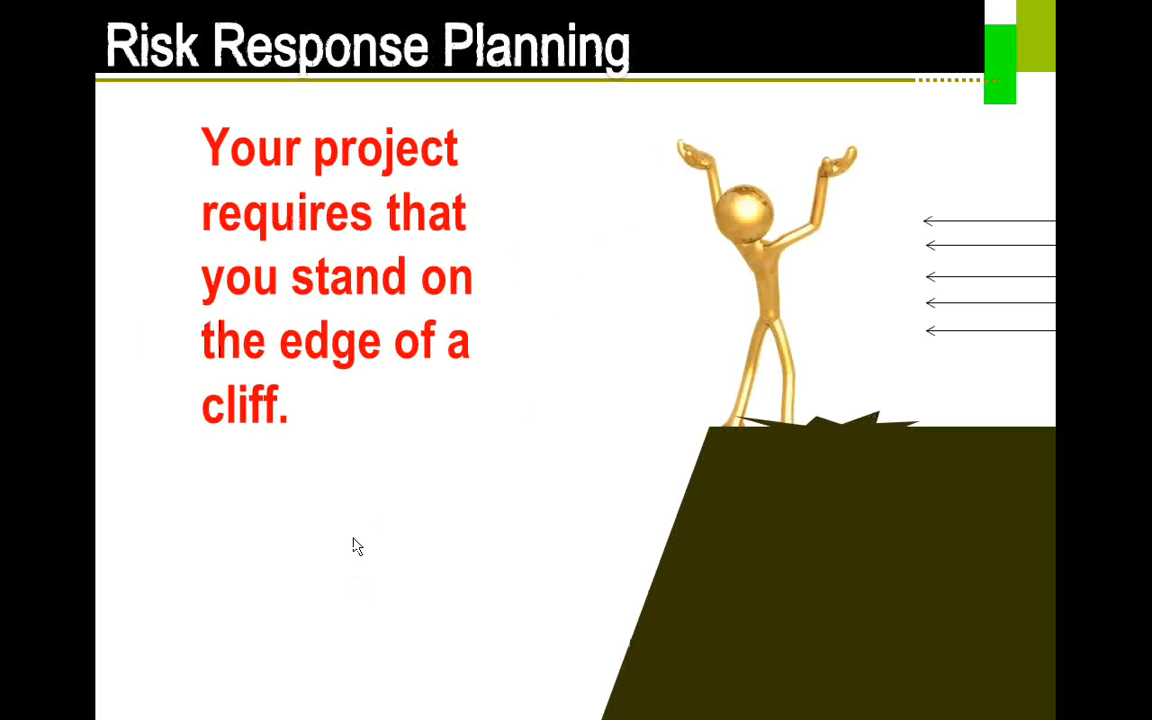 Risk Response Planning
Your project
requires that
you stand on
the edge of a
cliff.